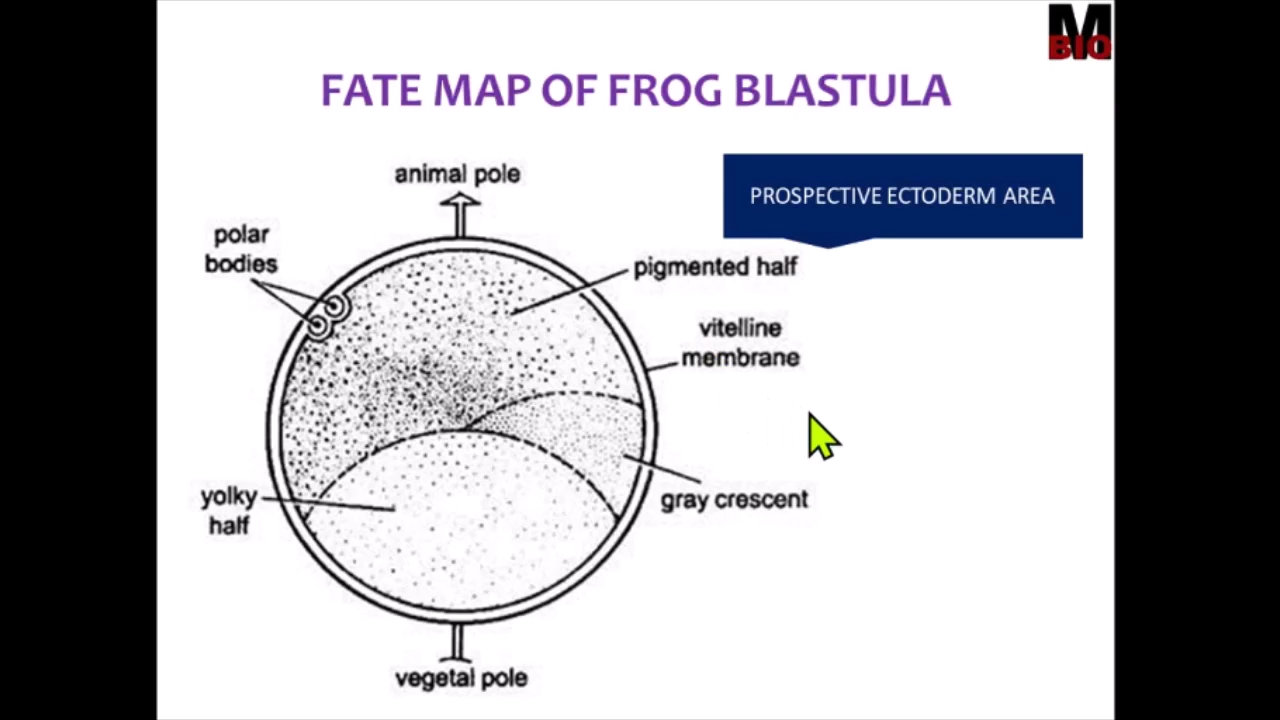 M
BIO
FATE MAP OF FROG BLASTULA
animal pole
PROSPECTIVE ECTODERM AREA
polar
bodies
pigmented half
vitelline
membrane
yolky
half
gray crescent
vegetal pole